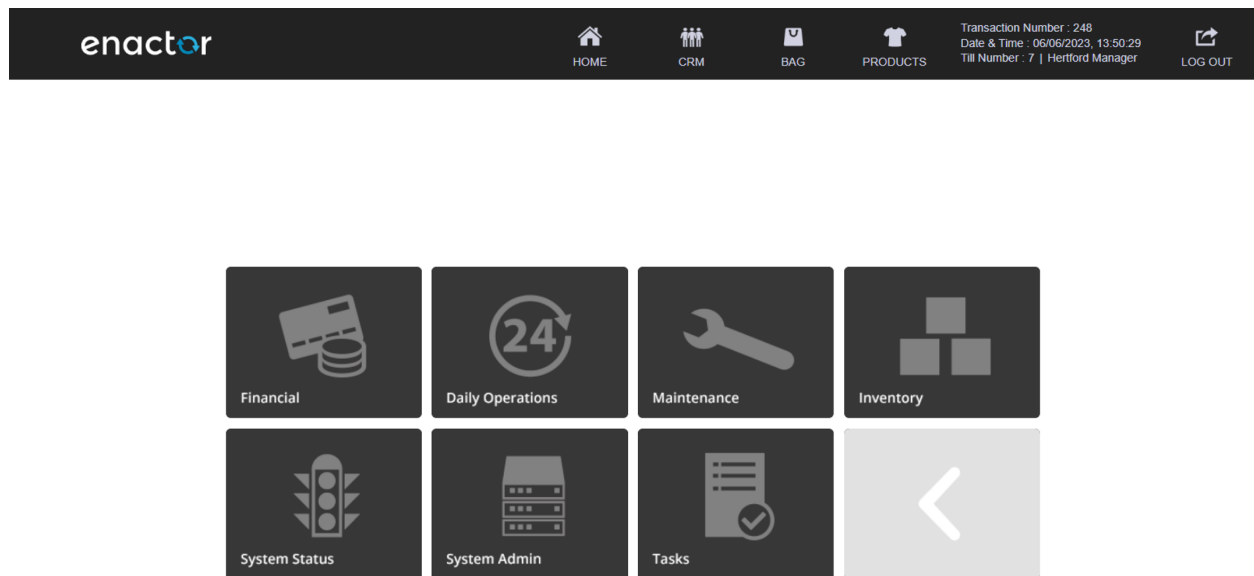 enactor
HOME
CRM
BAG
PRODUCTS
Transaction Number : 248
Date & Time : 06/06/2023, 13:50:29
Till Number : 7 | Hertford Manager
LOG OUT
24
Financial
Daily Operations
Maintenance
Inventory
System Status
System Admin
Tasks